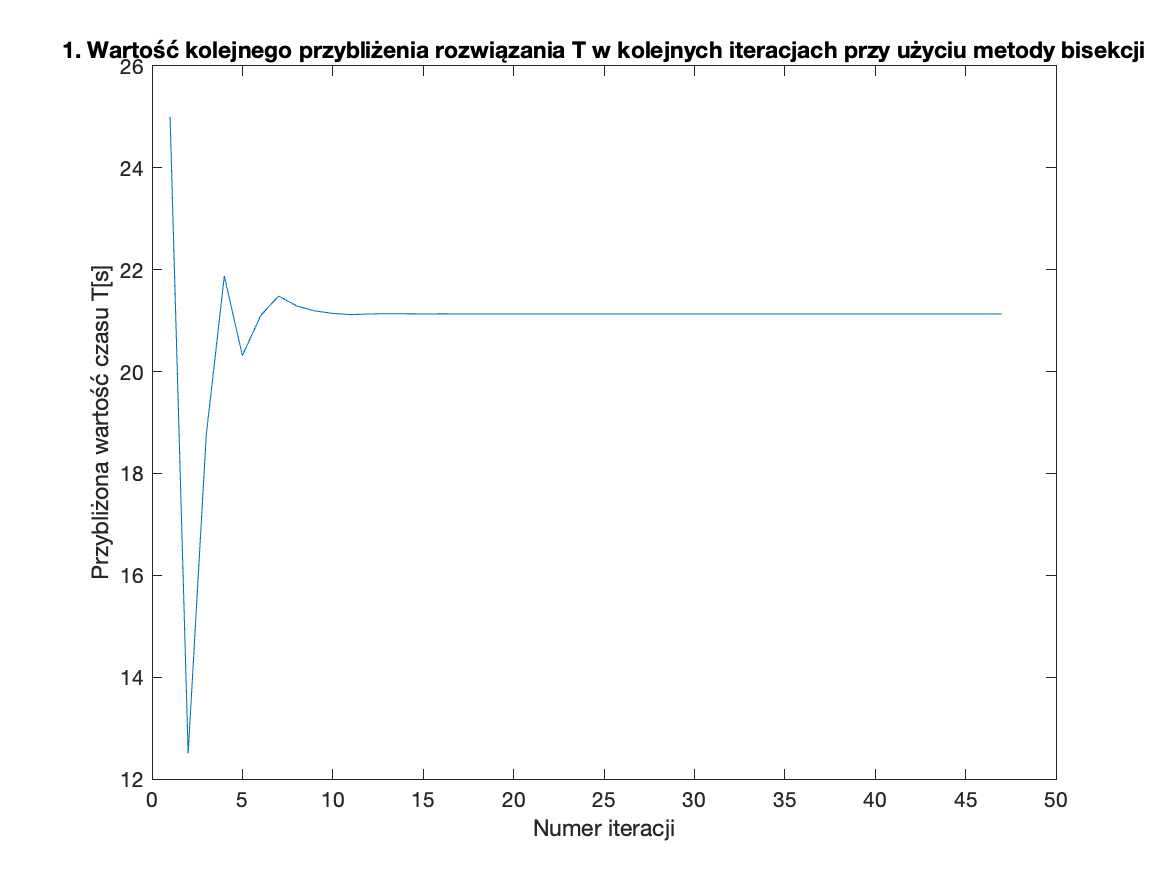 1. Wartość kolejnego przybliżenia rozwiązania T w kolejnych iteracjach przy użyciu metody bisekcji
26
24
22
20
18
16
14
12
Przybliżona wartość czasu T[s]
0 5 10 15 20 25 30 35 40 45 50
Numer iteracji